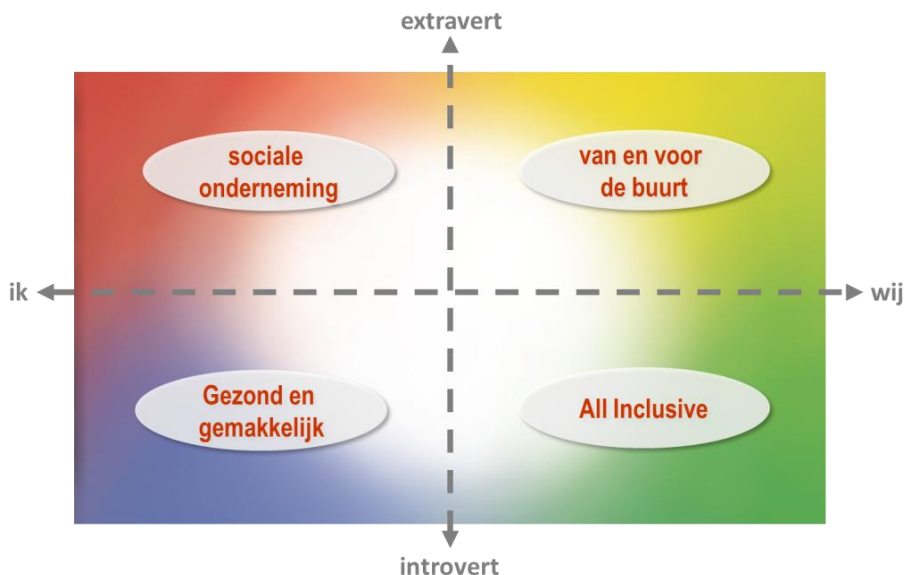 extravert
sociale
onderneming
van en voor
de buurt
ik
wij
Gezond en
gemakkelijk
All Inclusive
introvert